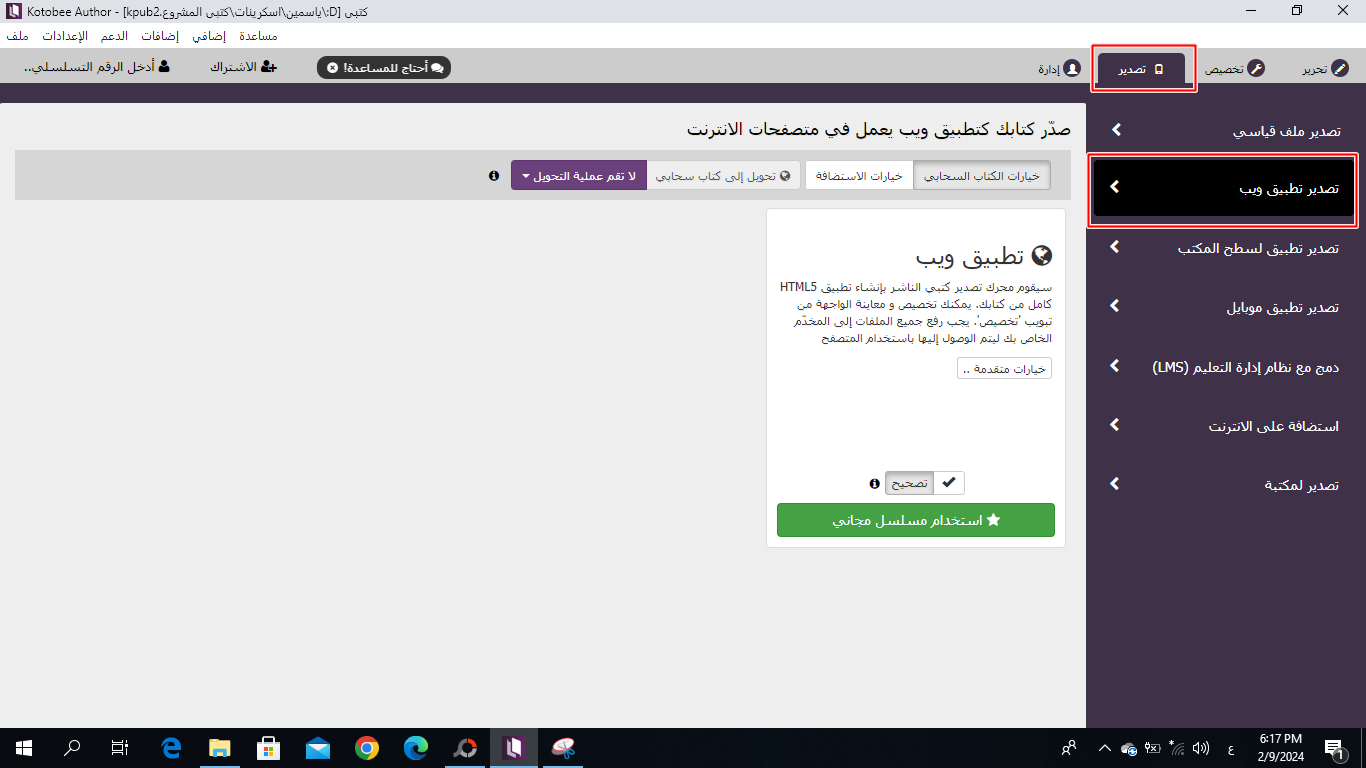 Kotobee Author - [kpub2.كتبى [D:\ياسمين\اسكرينات\كتبى المشروع
ملف الإعدادات الدعم إضافات إضافي مساعدة
تحرير
تخصيص
تصدير
إدارة
أحتاج للمساعدة!
الاشتراك
أدخل الرقم التسلسلي..
تصدير ملف قياسي
تصدير تطبيق ويب
تصدير تطبيق لسطح المكتب
تصدير تطبيق موبايل
دمج مع نظام إدارة التعليم (LMS)
استضافة على الانترنت
تصدير لمكتبة
صدّر كتابك كتطبيق ويب يعمل في متصفحات الانترنت
خيارات الكتاب السحابي
خيارات الاستضافة
تحويل إلى كتاب سحابي
لا تقم عملية التحويل
تطبيق ويب
سيقوم محرك تصدير كتبي الناشر بإنشاء تطبيق HTML5
كامل من كتابك. يمكنك تخصيص و معاينة الواجهة من
تبويب 'تخصيص'. يجب رفع جميع الملفات إلى المخدّم
الخاص بك ليتم الوصول إليها باستخدام المتصفح
خيارات متقدمة ..
تصحيح
استخدام مسلسل مجاني
ع
6:17 PM
2/9/2024
1